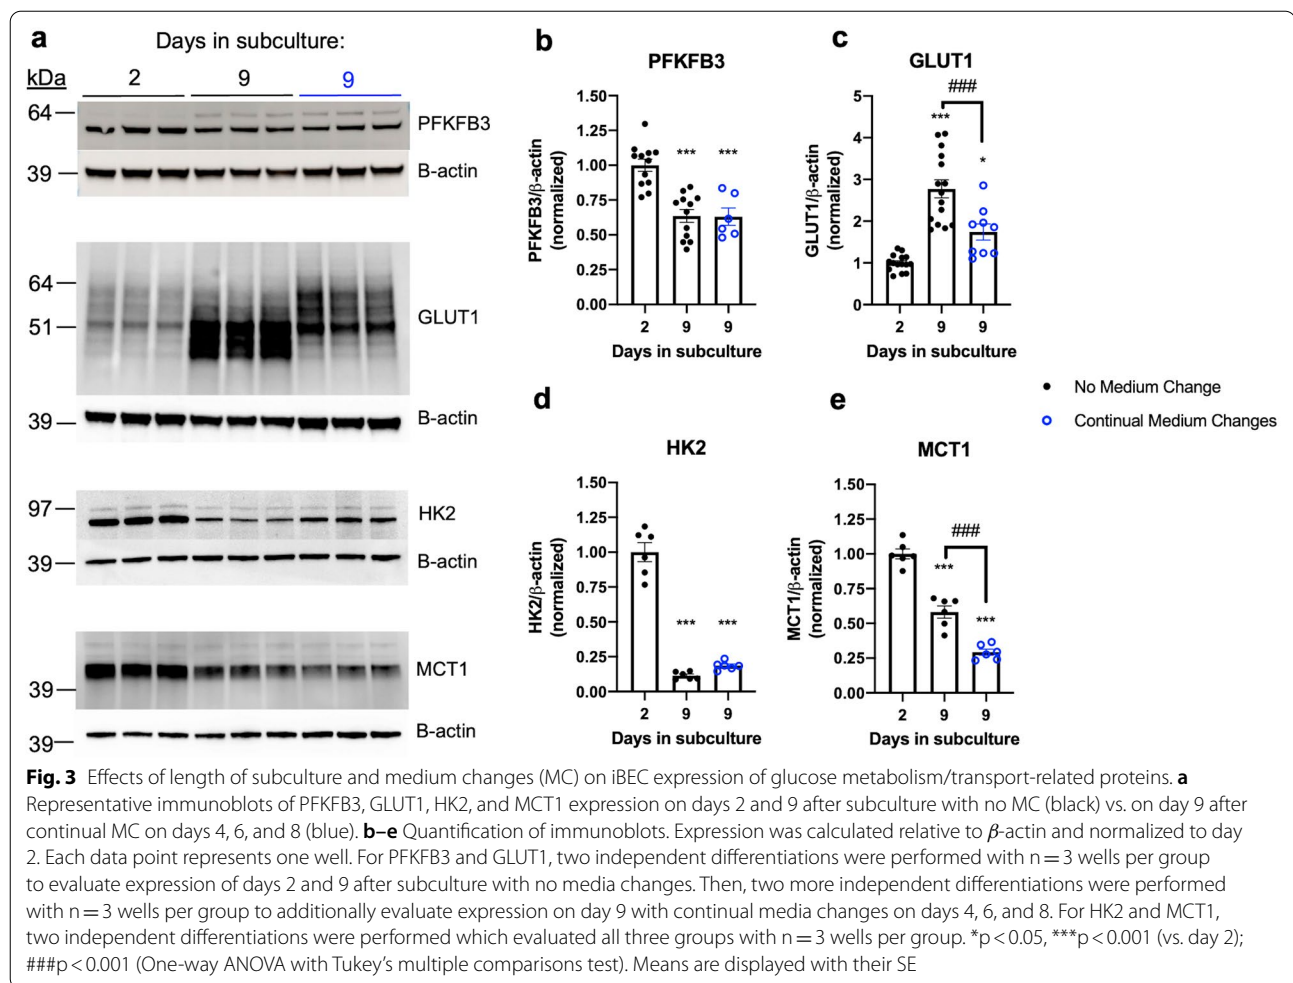 a
Days in subculture:
kDa
2
9
9
64
PFKFB3
39
B-actin
64
51
GLUT1
39
B-actin
97
HK2
39
B-actin
39
MCT1
39
B-actin
b
PFKFB3
PFKFB3/β-actin
(normalized)
1.50
1.25
1.00
0.75
0.50
0.25
0.00
***
***
2
9
9
Days in subculture
c
GLUT1
GLUT1/β-actin
(normalized)
5
4
3
2
1
0
###
***
*
2
9
9
Days in subculture
No Medium Change
Continual Medium Changes
d
HK2
HK2/β-actin
(normalized)
1.50
1.25
1.00
0.75
0.50
0.25
0.00
***
***
2
9
9
Days in subculture
e
MCT1
MCT1/β-actin
(normalized)
1.50
1.25
1.00
0.75
0.50
0.25
0.00
###
***
***
2
9
9
Days in subculture
Fig. 3 Effects of length of subculture and medium changes (MC) on iBEC expression of glucose metabolism/transport-related proteins. a
Representative immunoblots of PFKFB3, GLUT1, HK2, and MCT1 expression on days 2 and 9 after subculture with no MC (black) vs. on day 9 after
continual MC on days 4, 6, and 8 (blue). b–e Quantification of immunoblots. Expression was calculated relative to β-actin and normalized to day
2. Each data point represents one well. For PFKFB3 and GLUT1, two independent differentiations were performed with n = 3 wells per group
to evaluate expression of days 2 and 9 after subculture with no media changes. Then, two more independent differentiations were performed
with n = 3 wells per group to additionally evaluate expression on day 9 with continual media changes on days 4, 6, and 8. For HK2 and MCT1,
two independent differentiations were performed which evaluated all three groups with n = 3 wells per group. *p < 0.05, ***p < 0.001 (vs. day 2);
###p < 0.001 (One-way ANOVA with Tukey's multiple comparisons test). Means are displayed with their SE